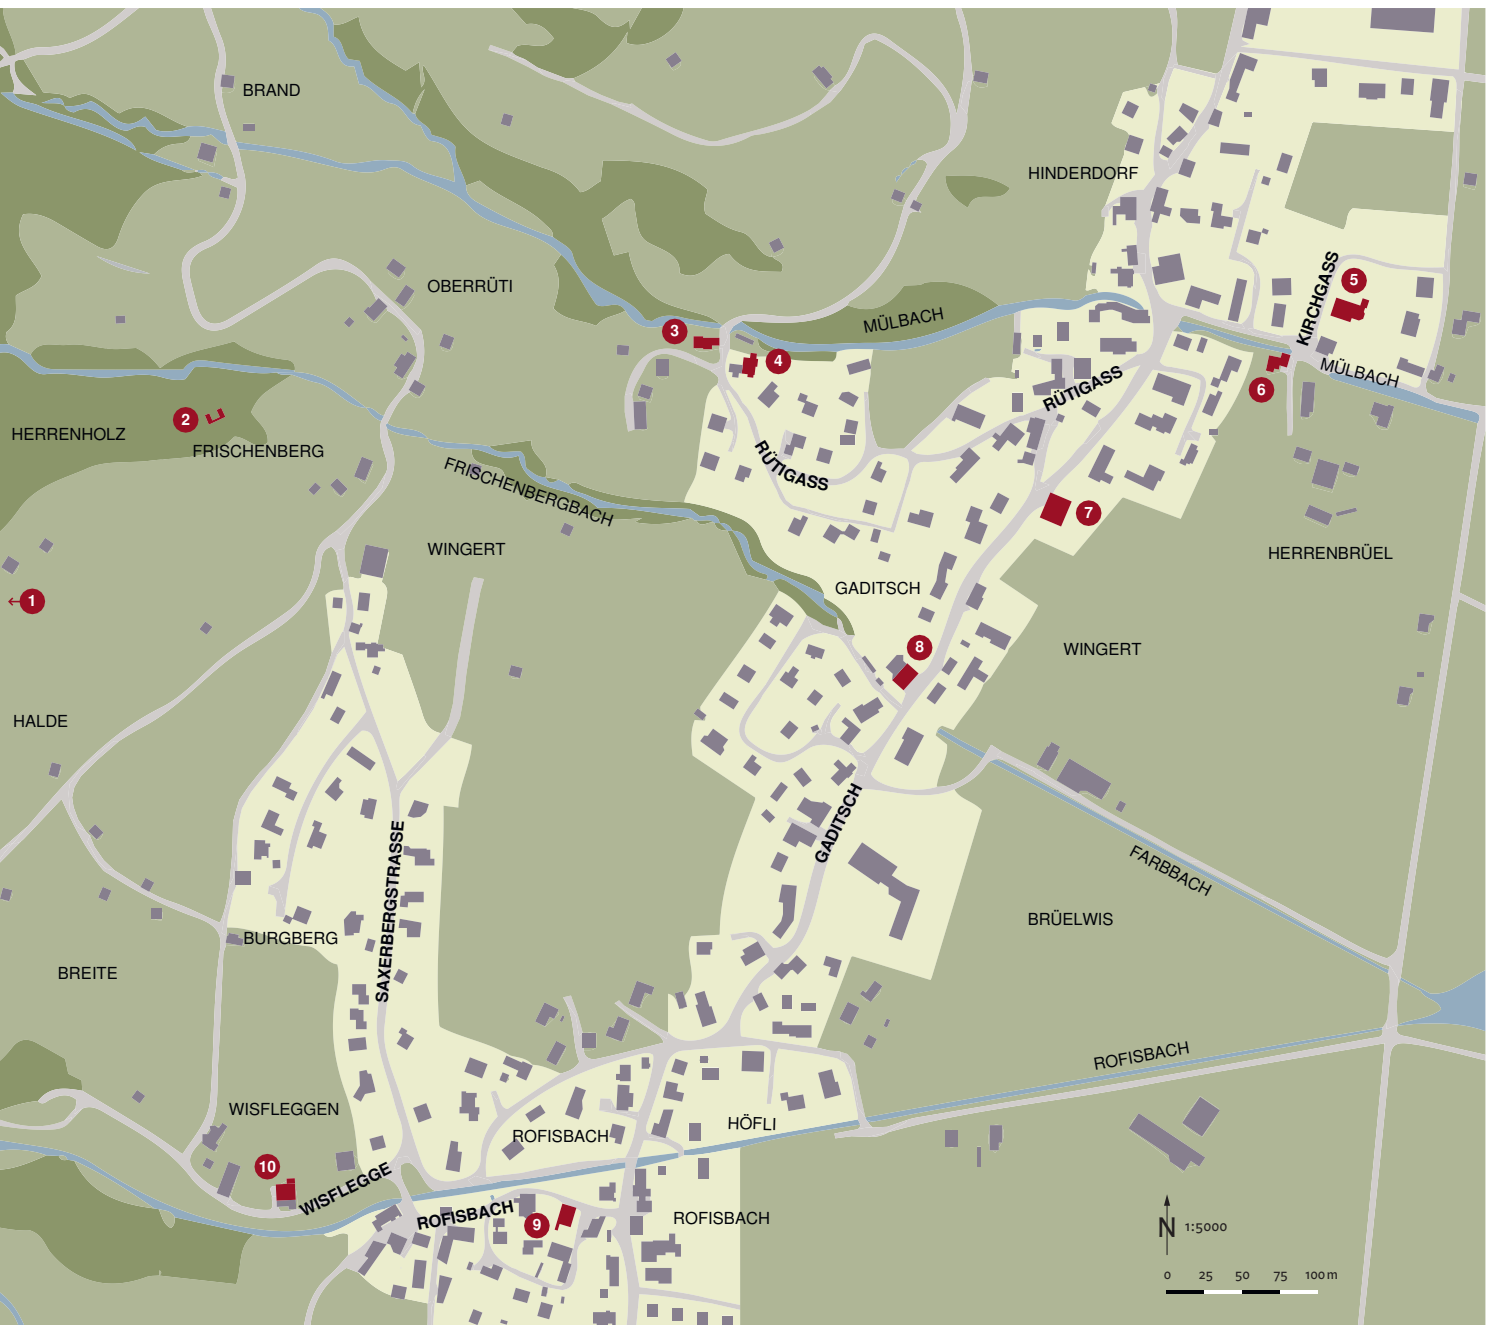 BRAND
HINDERDORF
OBERRÜTI
KIRCHGASS
5
MÜLBACH
3
4
MÜLBACH
6
RÜTIGASS
2
HERRENHOLZ
FRISCHENBERG
RÜTIGASS
FRISCHENBERGBACH
7
WINGERT
HERRENBRÜEL
GADITSCH
←1
8
WINGERT
HALDE
GADITSCH
FARBBACH
SAXERBERGSTRASSE
BRÜELWIS
BURGBERG
BREITE
ROFISBACH
WISFLEGGEN
HÖFLI
ROFISBACH
10
WISFLEGGE
ROFISBACH
9
ROFISBACH
N 1:5000
0 25 50 75 100 m